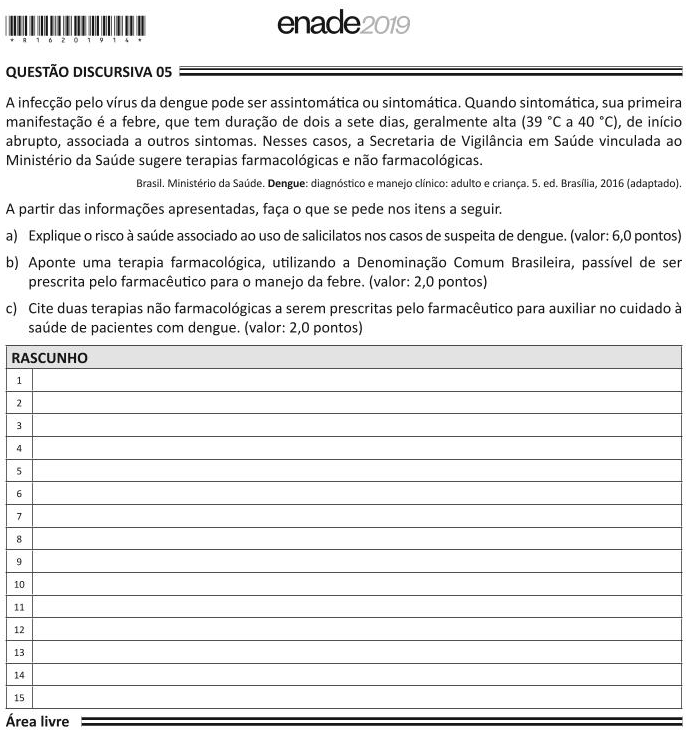 enade2019
* R 1 6 2 0 1 9 1 4 *
QUESTÃO DISCURSIVA 05
A infecção pelo vírus da dengue pode ser assintomática ou sintomática. Quando sintomática, sua primeira
manifestação é a febre, que tem duração de dois a sete dias, geralmente alta (39 °C a 40 °C), de início
abrupto, associada a outros sintomas. Nesses casos, a Secretaria de Vigilância em Saúde vinculada ao
Ministério da Saúde sugere terapias farmacológicas e não farmacológicas.
Brasil. Ministério da Saúde. Dengue: diagnóstico e manejo clínico: adulto e criança. 5. ed. Brasília, 2016 (adaptado).
A partir das informações apresentadas, faça o que se pede nos itens a seguir.
a) Explique o risco à saúde associado ao uso de salicilatos nos casos de suspeita de dengue. (valor: 6,0 pontos)
b) Aponte uma terapia farmacológica, utilizando a Denominação Comum Brasileira, passível de ser
prescrita pelo farmacêutico para o manejo da febre. (valor: 2,0 pontos)
c) Cite duas terapias não farmacológicas a serem prescritas pelo farmacêutico para auxiliar no cuidado à
saúde de pacientes com dengue. (valor: 2,0 pontos)
RASCUNHO
1
2
3
4
5
6
7
8
9
10
11
12
13
14
15
Área livre